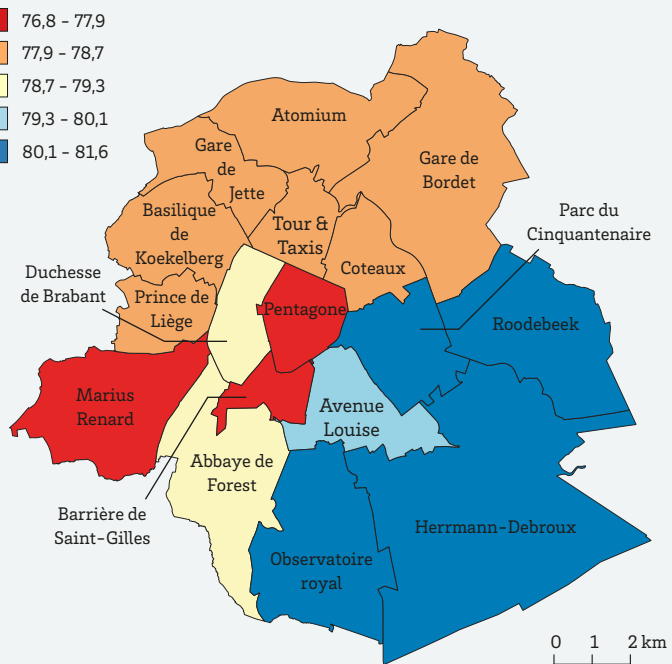 76,8 - 77,9
77,9 - 78,7
78,7 - 79,3
79,3 - 80,1
80,1 - 81,6
Atomium
Gare
de
Jette
Gare de
Bordet
Basilique
de
Koekelberg
Tour &
Taxis
Parc du
Cinquantenaire
Duchesse
de Brabant
Prince de
Liège
Coteaux
Pentagone
Roodebeek
Marius
Renard
Avenue
Louise
Abbaye de
Forest
Barrière de
Saint-Gilles
Herrmann-Debroux
Observatoire
royal
0 1 2 km